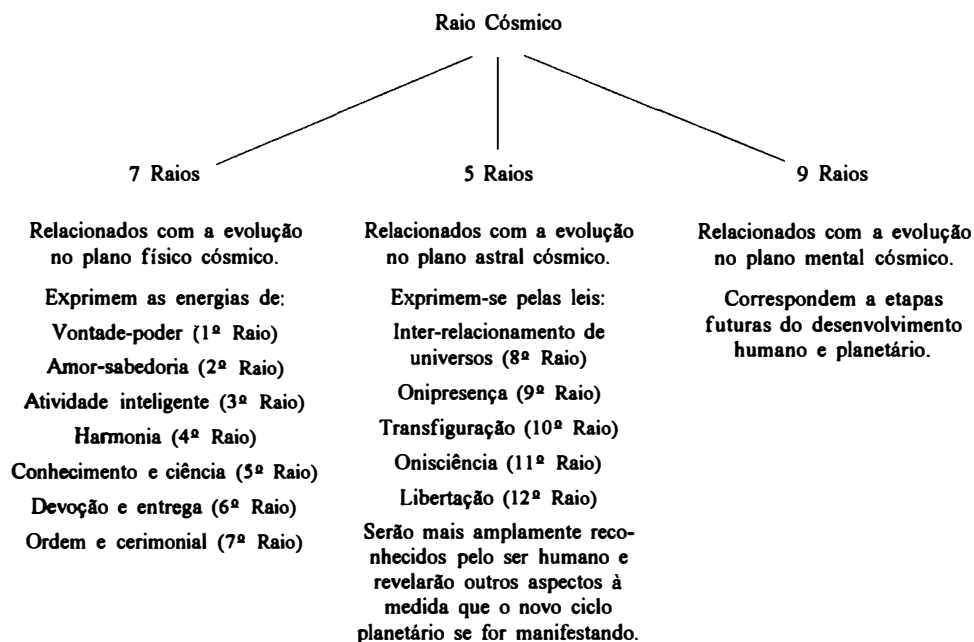 Raio Cósmico
7 Raios
Relacionados com a evolução
no plano físico cósmico.
Exprimem as energias de:
Vontade-poder (1º Raio)
Amor-sabedoria (2º Raio)
Atividade inteligente (3º Raio)
Harmonia (4º Raio)
Conhecimento e ciência (5º Raio)
Devoção e entrega (6º Raio)
Ordem e cerimonial (7º Raio)
5 Raios
Relacionados com a evolução
no plano astral cósmico.
Exprimem-se pelas leis:
Inter-relacionamento de
universos (8º Raio)
Onipresença (9º Raio)
Transfiguração (10º Raio)
Onisciência (11º Raio)
Libertação (12º Raio)
Serão mais amplamente reco-
nhecidos pelo ser humano e
revelarão outros aspectos à
medida que o novo ciclo
planetário se for manifestando.
9 Raios
Relacionados com a evolução
no plano mental cósmico.
Correspondem a etapas
futuras do desenvolvimento
humano e planetário.